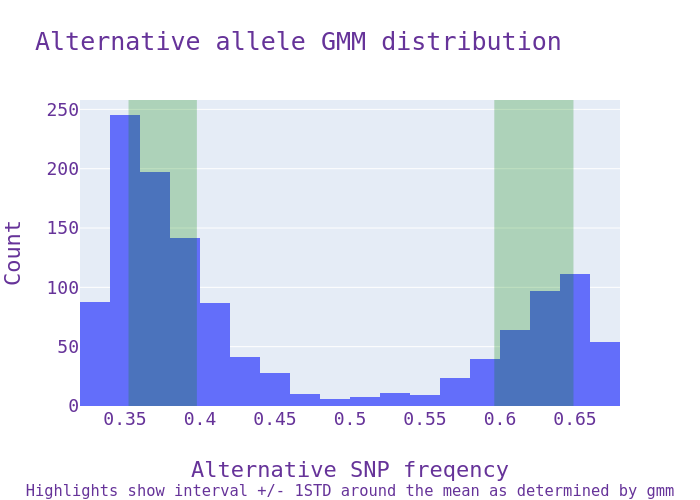 Alternative allele GMM distribution
250
200
150
100
50
0
Count
0.35 0.4 0.45 0.5 0.55 0.6 0.65
Alternative SNP freqency
Highlights show interval +/- 1STD around the mean as determined by gmm